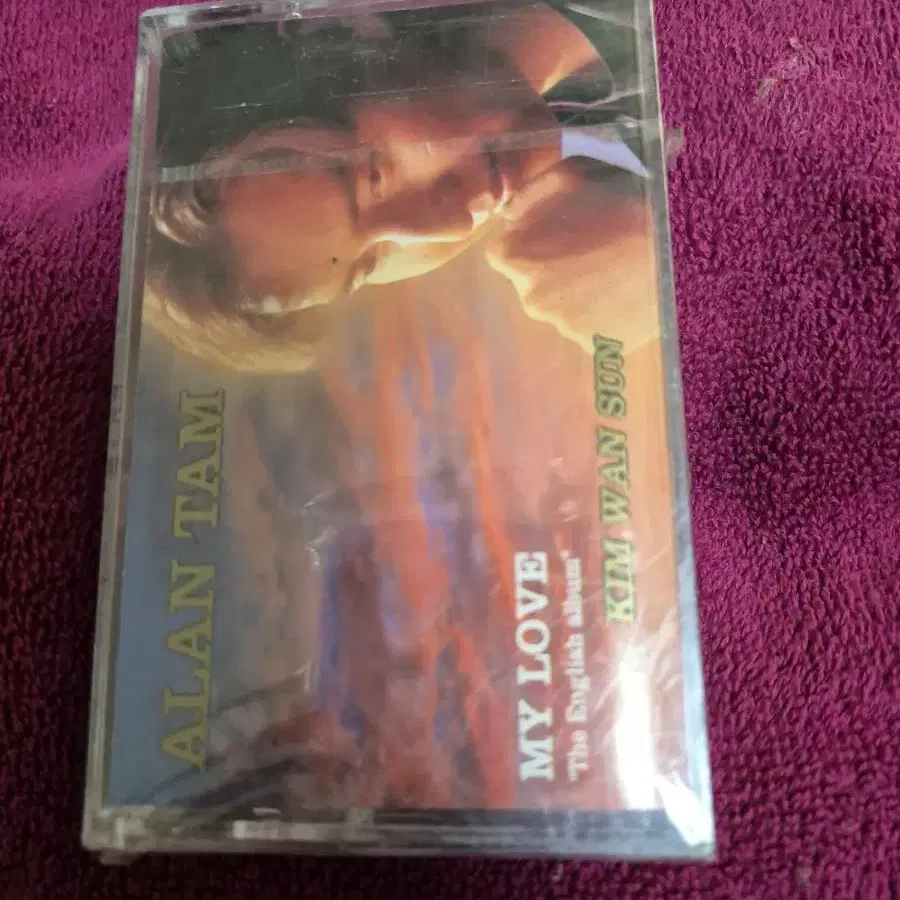 ALAN TAM
MY LOVE
"The English album"
KIM WAN SUN